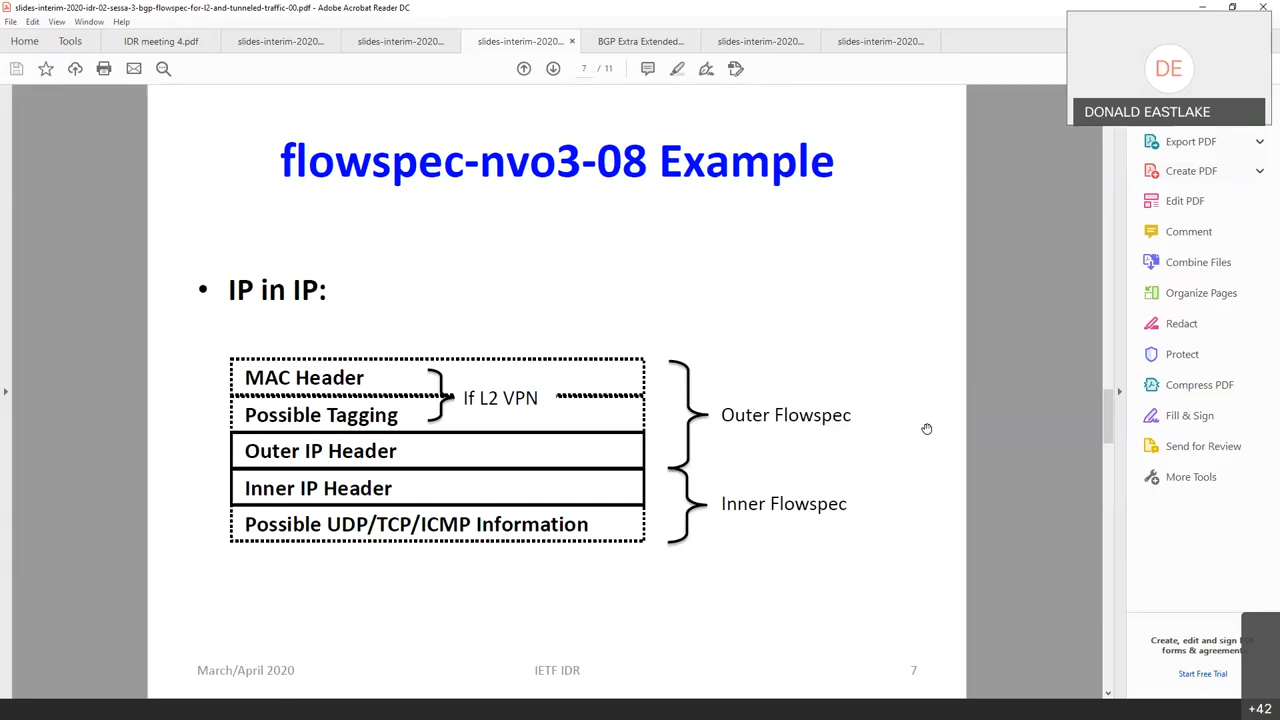 slides-interim-2020-idr-02-sessa-3-bgp-flowspec-for-l2-and-tunneled-traffic-00.pdf - Adobe Acrobat Reader DC
File Edit View Window Help
Home Tools IDR meeting 4.pdf slides-interim-2020... slides-interim-2020... slides-interim-2020... × BGP Extra Extended... slides-interim-2020... slides-interim-2020...
7 / 11
DE
DONALD EASTLAKE
flowspec-nvo3-08 Example
• IP in IP:
MAC Header
If L2 VPN
Possible Tagging
Outer IP Header
Inner IP Header
Possible UDP/TCP/ICMP Information
Outer Flowspec
Inner Flowspec
March/April 2020 IETF IDR 7
Export PDF
Create PDF
Edit PDF
Comment
Combine Files
Organize Pages
Redact
Protect
Compress PDF
Fill & Sign
Send for Review
More Tools
Create, edit and sign
forms & agreements
Start Free Trial
+42